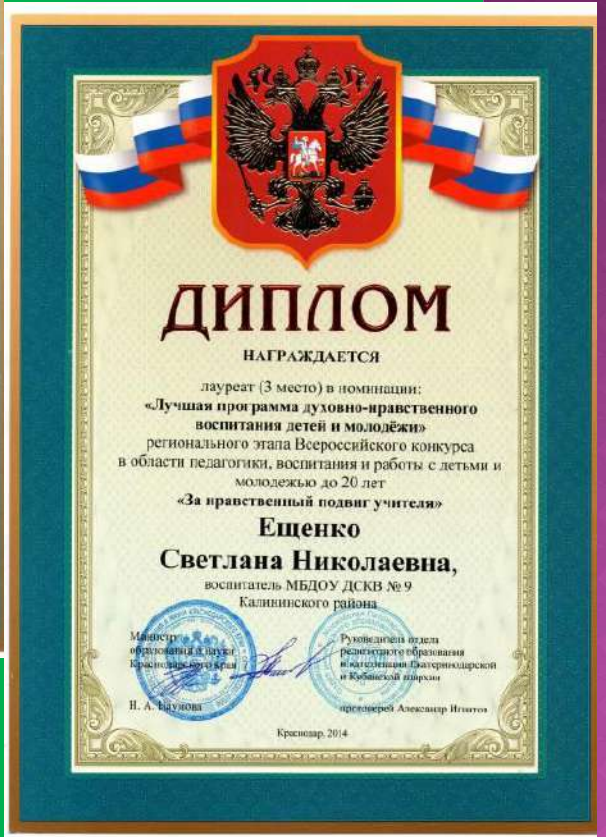 ДИПЛОМ
НАГРАЖДАЕТСЯ
лауреат (3 место) в номинации:
«Лучшая программа духовно-нравственного
воспитания детей и молодёжи»
регионального этапа Всероссийского конкурса
в области педагогики, воспитания и работы с детьми и
молодежью до 20 лет
«За нравственный подвиг учителя»
Ещенко
Светлана Николаевна,
воспитатель МБДОУ ДСКВ № 9
Калининского района
Министр
образования и науки
Краснодарского края
Н. А. Наумова
Руководитель отдела
религиозного образования
и катехизации Екатеринодарской
и Кубанской епархии
протоиерей Александр Игнатов
Краснодар, 2014